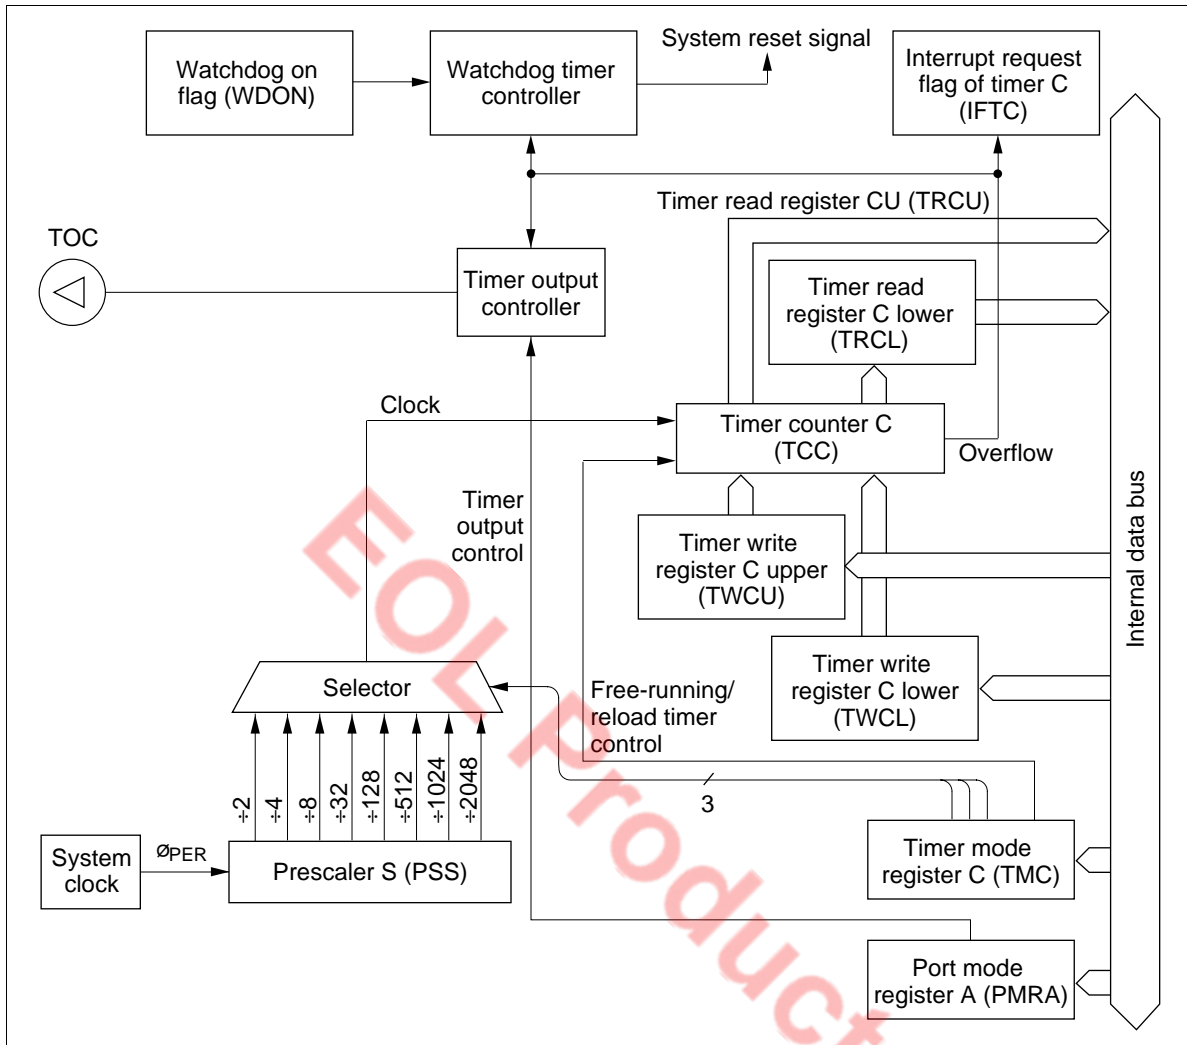 System reset signal
Watchdog on
flag (WDON)
Watchdog timer
controller
Interrupt request
flag of timer C
(IFTC)
Timer read register CU (TRCU)
TOC
Timer output
controller
Timer read
register C lower
(TRCL)
Clock
Timer counter C
(TCC)
Overflow
Timer
output
control
Timer write
register C upper
(TWCU)
Internal data bus
Selector
Free-running/
reload timer
control
Timer write
register C lower
(TWCL)
÷2
÷4
÷8
÷32
÷128
÷512
÷1024
÷2048
3
System
clock
øPER
Prescaler S (PSS)
Timer mode
register C (TMC)
Port mode
register A (PMRA)
EOL Product